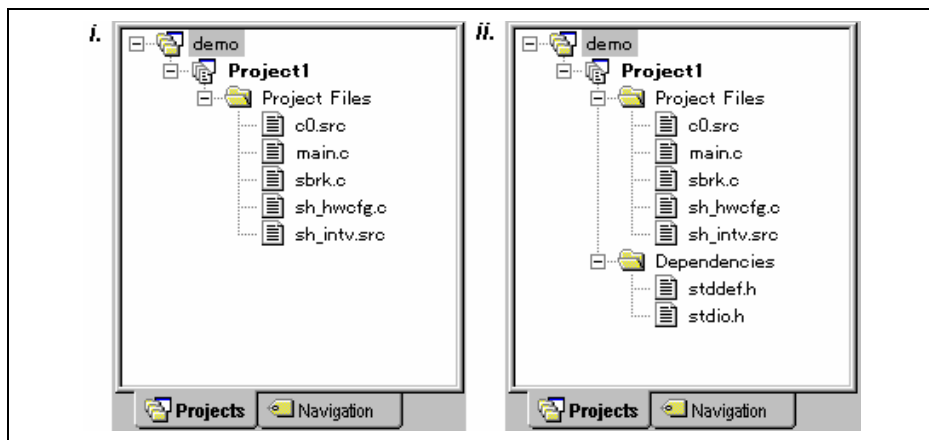 i.
demo
Project1
Project Files
c0.src
main.c
sbrk.c
sh_hwcfg.c
sh_intv.src
Projects
Navigation
ii.
demo
Project1
Project Files
c0.src
main.c
sbrk.c
sh_hwcfg.c
sh_intv.src
Dependencies
stddef.h
stdio.h
Projects
Navigation